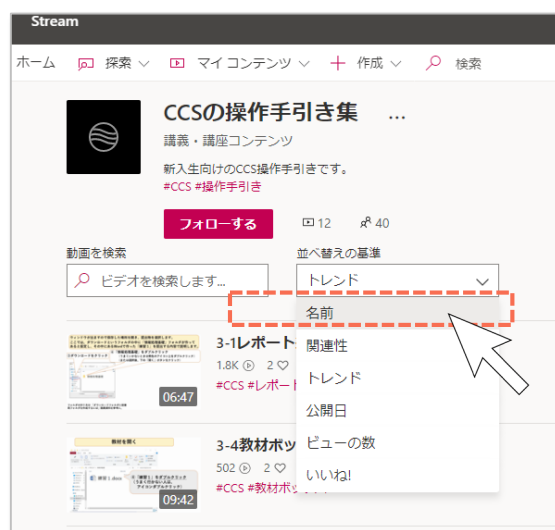 Stream
ホーム 探索 マイ コンテンツ 作成 検索
CCSの操作手引き集 ...
講義・講座コンテンツ
新入生向けのCCS操作手引きです。
#CCS #操作手引き
フォローする 12 40
動画を検索 並べ替えの基準
ビデオを検索します... トレンド
名前
関連性
トレンド
公開日
ビューの数
いいね!
3-1レポート
1.8K 2
#CCS #レポート
06:47
教材を開く
3-4教材ボッ
502 2
#CCS #教材ボッ
09:42